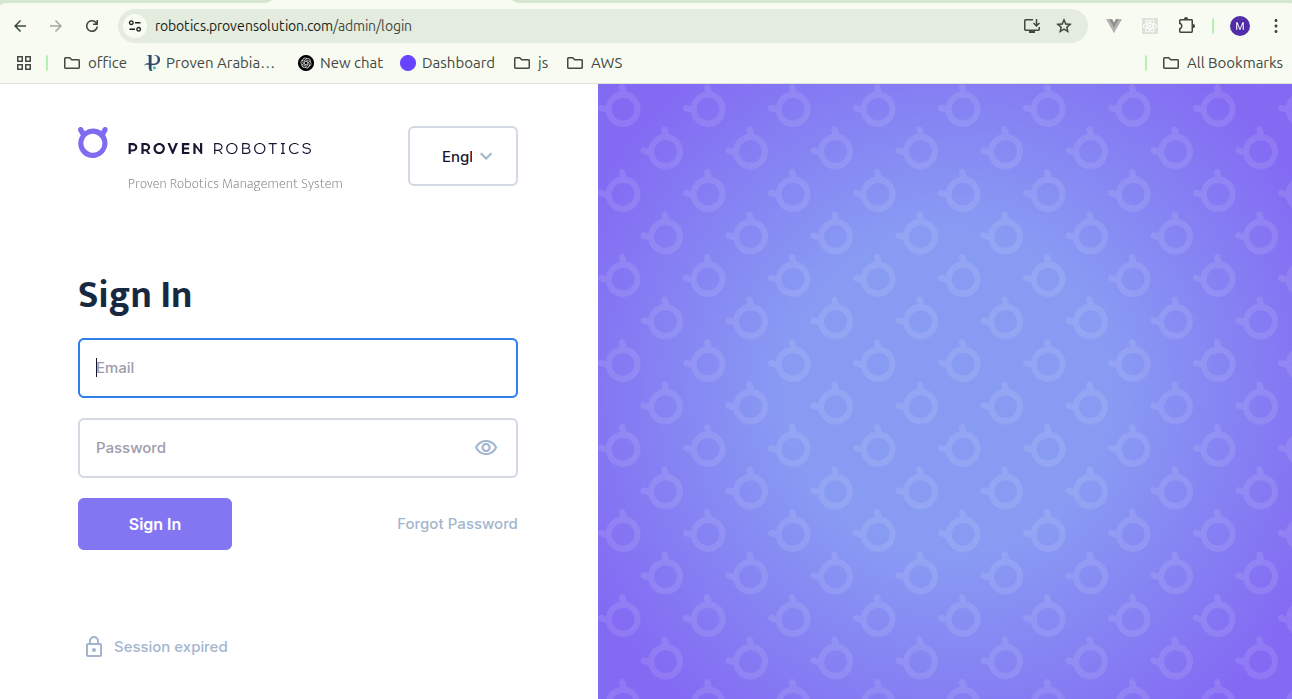 robotics.provensolution.com/admin/login
M
office
Proven Arabia...
New chat
Dashboard
js
AWS
All Bookmarks
PROVEN ROBOTICS
Proven Robotics Management System
Engl
Sign In
Email
Password
Sign In
Forgot Password
Session expired